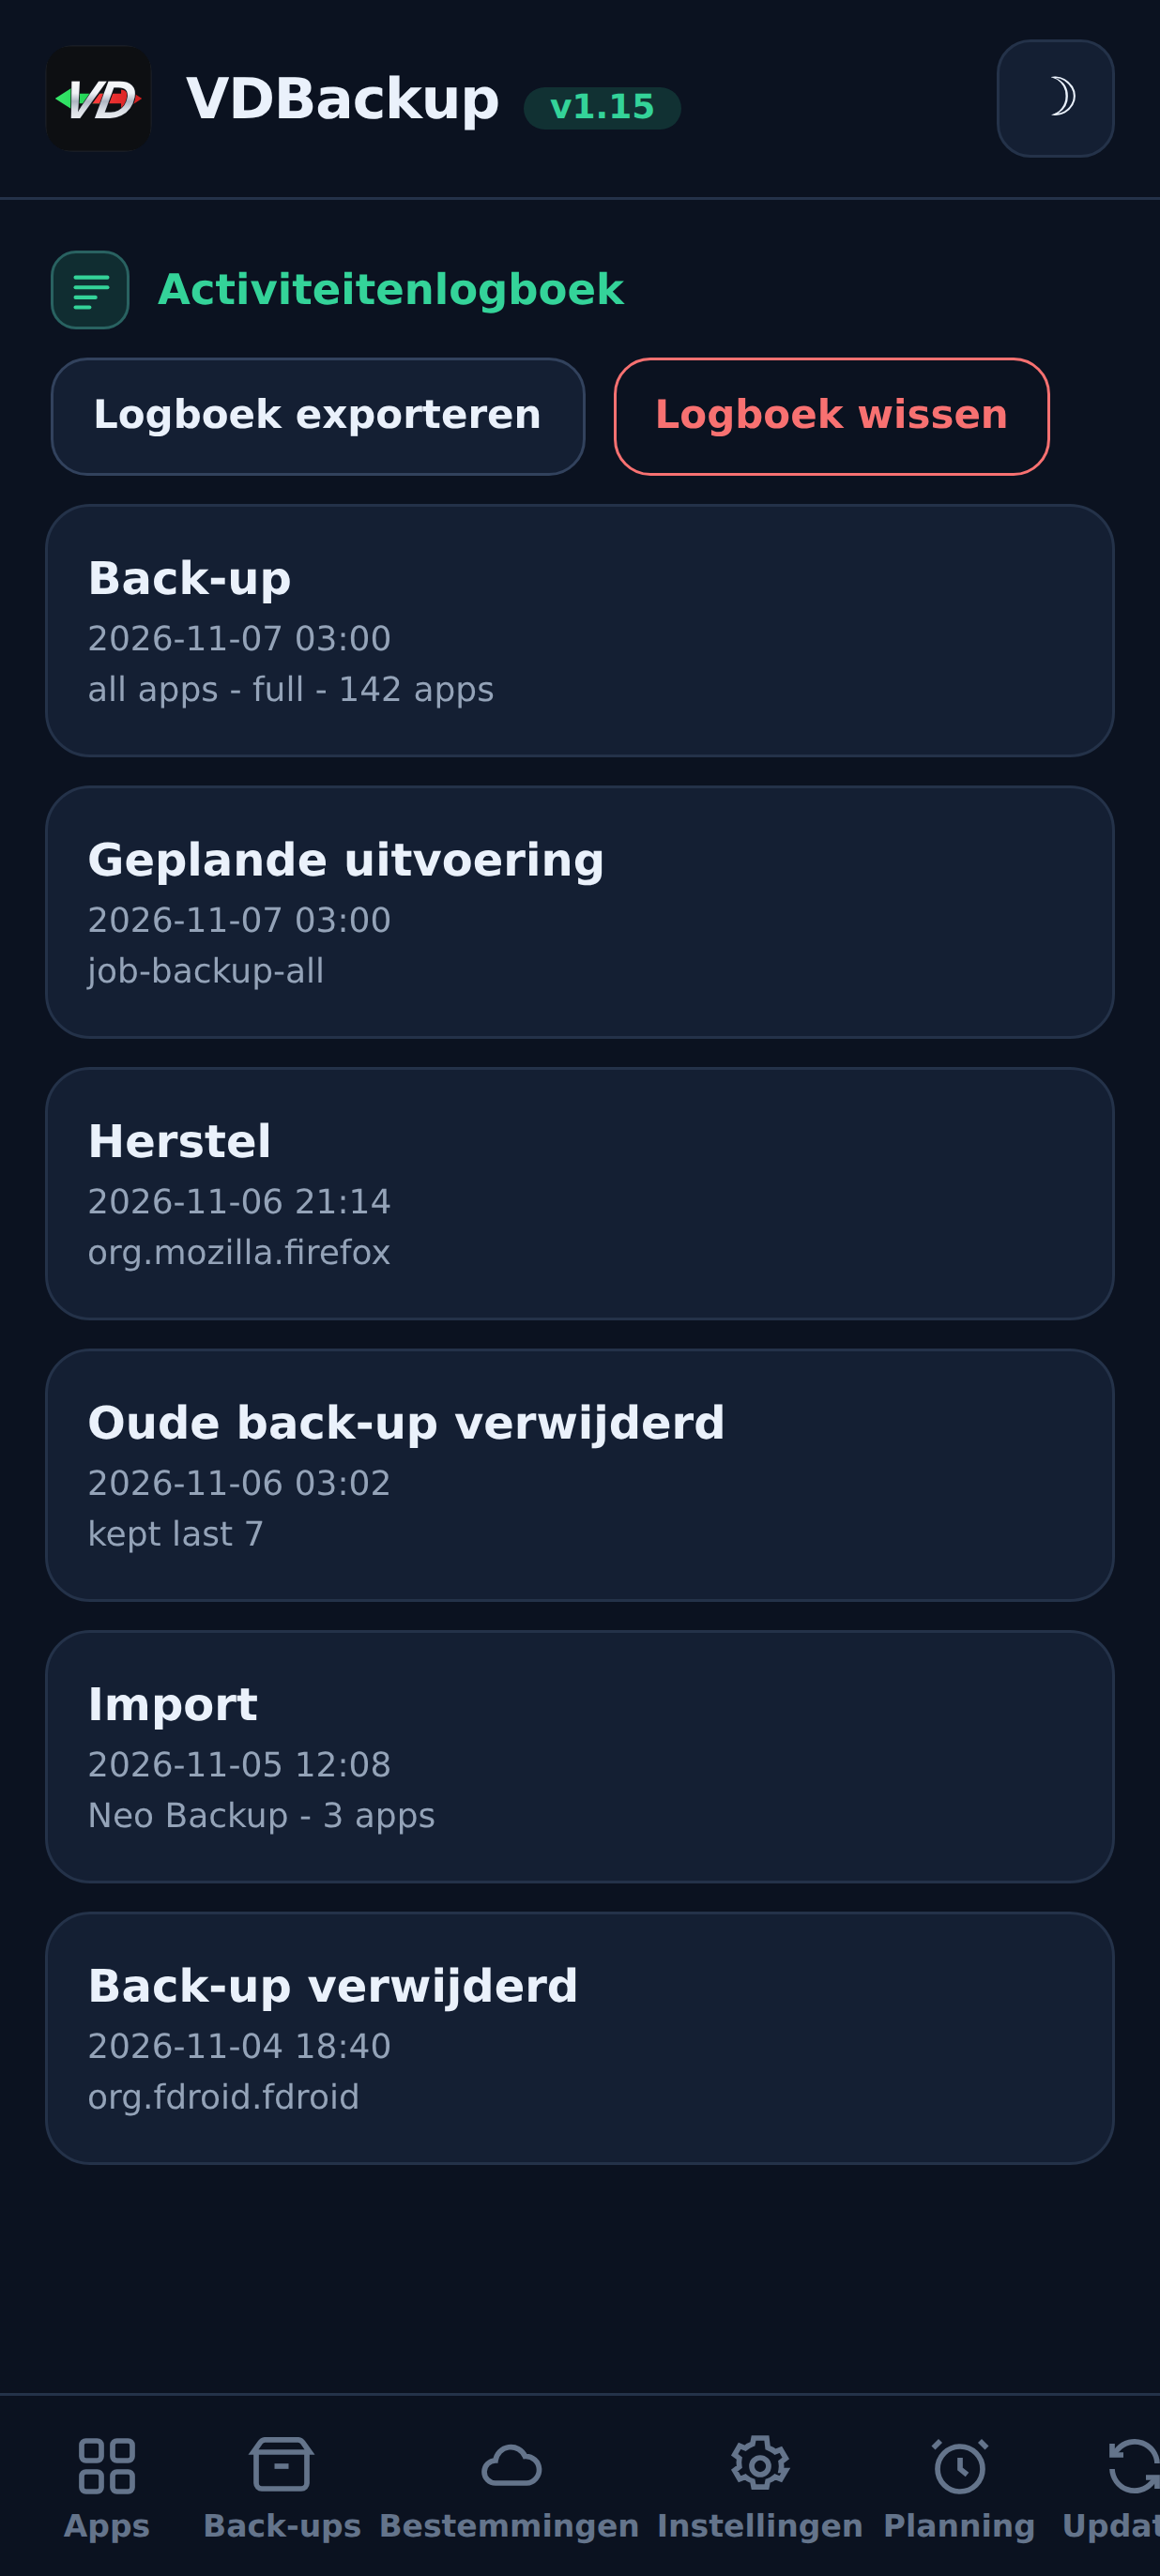 VD
VDBackup v1.15
Activiteitenlogboek
Logboek exporteren
Logboek wissen
Back-up
2026-11-07 03:00
all apps - full - 142 apps
Geplande uitvoering
2026-11-07 03:00
job-backup-all
Herstel
2026-11-06 21:14
org.mozilla.firefox
Oude back-up verwijderd
2026-11-06 03:02
kept last 7
Import
2026-11-05 12:08
Neo Backup - 3 apps
Back-up verwijderd
2026-11-04 18:40
org.fdroid.fdroid
Apps
Back-ups
Bestemmingen
Instellingen
Planning